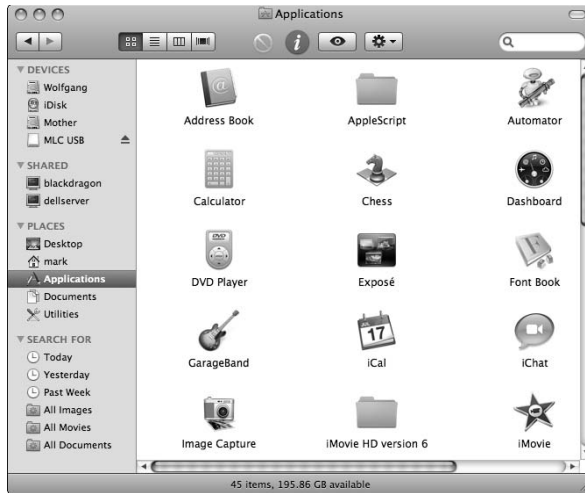 Applications
DEVICES
Wolfgang
iDisk
Mother
MLC USB
SHARED
blackdragon
dellserver
PLACES
Desktop
mark
Applications
Documents
Utilities
SEARCH FOR
Today
Yesterday
Past Week
All Images
All Movies
All Documents
Address Book
AppleScript
Automator
Calculator
Chess
Dashboard
DVD Player
Exposé
Font Book
GarageBand
17
iCal
iChat
Image Capture
iMovie HD version 6
iMovie
45 items, 195.86 GB available